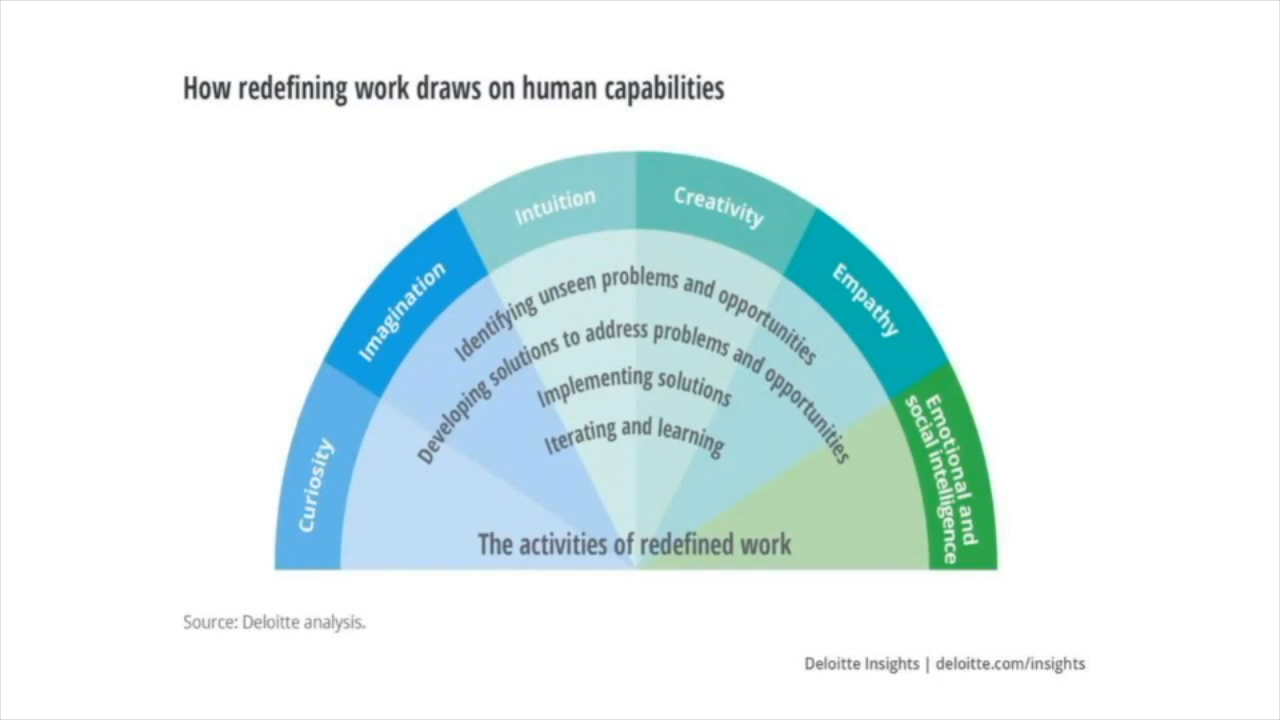 How redefining work draws on human capabilities
Curiosity
Imagination
Intuition
Creativity
Empathy
Emotional and
social intelligence
Identifying unseen problems and opportunities
Developing solutions to address problems and opportunities
Implementing solutions
Iterating and learning
The activities of redefined work
Source: Deloitte analysis.
Deloitte Insights | deloitte.com/insights